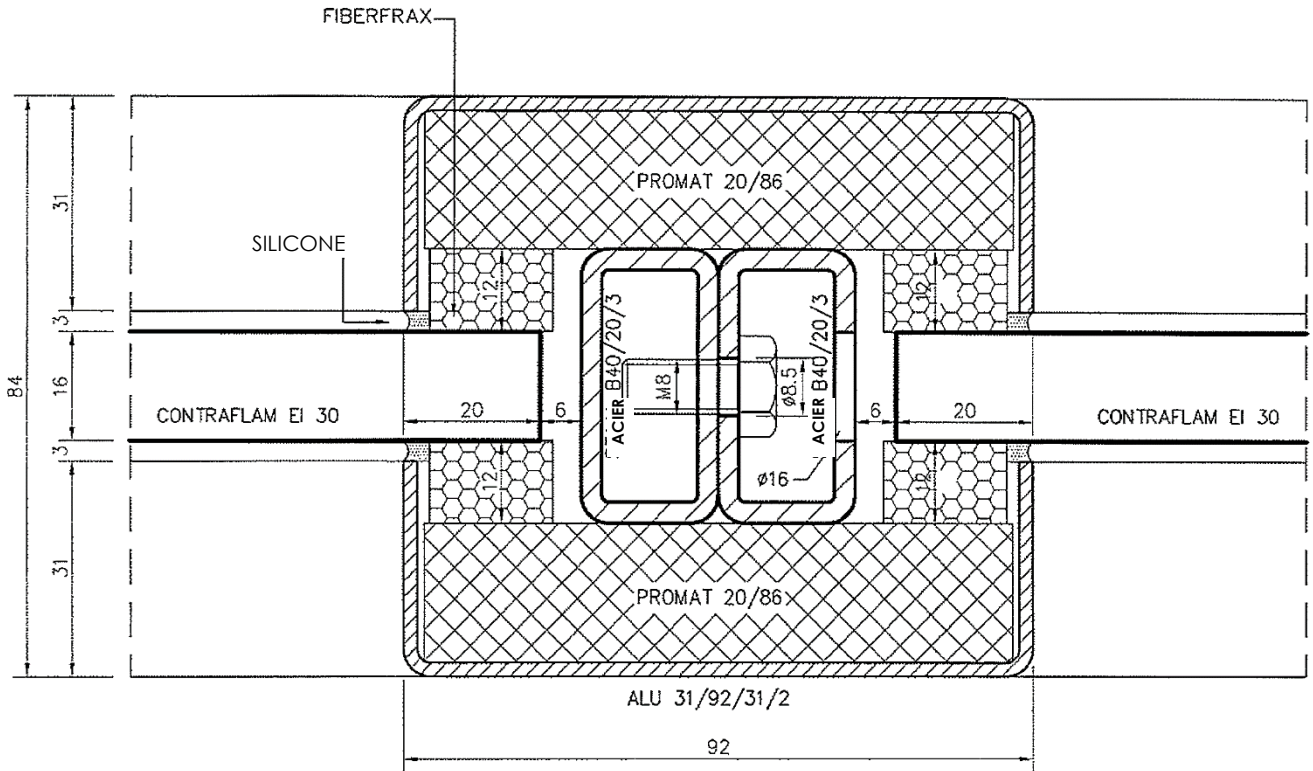 FIBERFRAX
PROMAT 20/86
31
SILICONE
12
12
3
ACIER B40/20/3
ACIER B40/20/3
84
16
M8
ø8.5
CONTRAFLAM EI 30
20
6
6
20
CONTRAFLAM EI 30
3
12
ø16
12
31
PROMAT 20/86
ALU 31/92/31/2
92